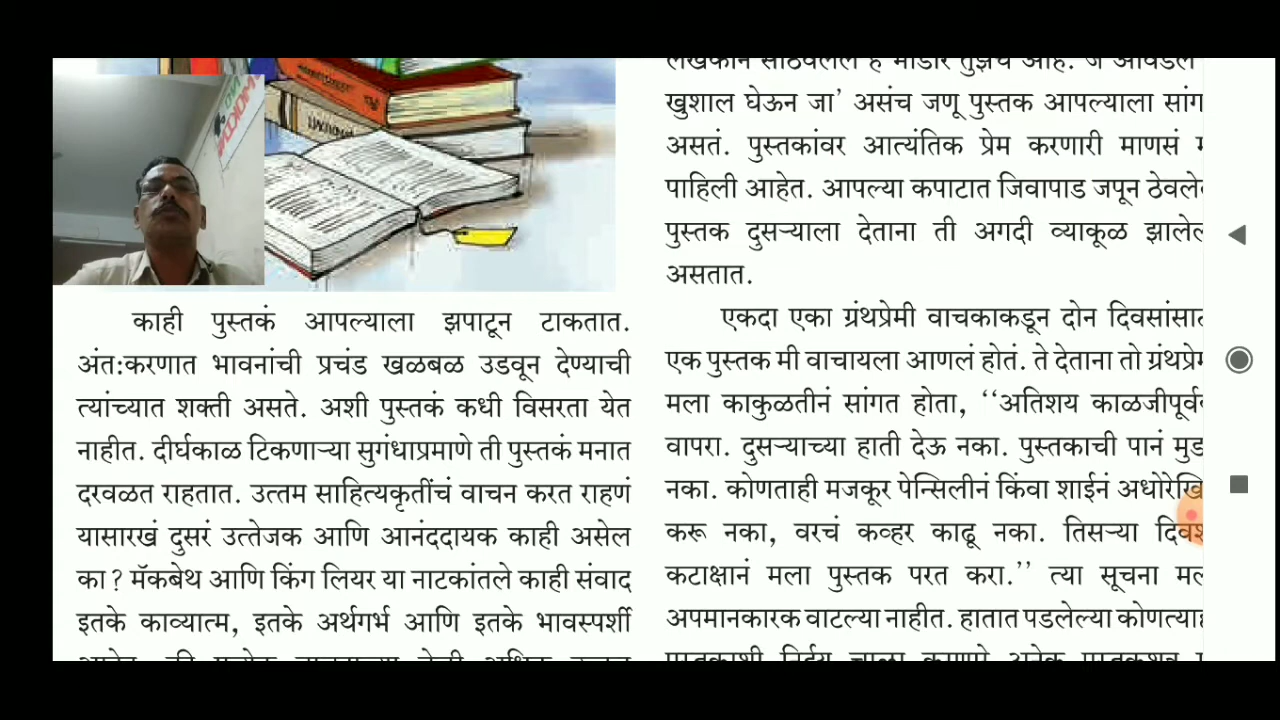 काही पुस्तकं आपल्याला झपाटून टाकतात.
अंत:करणात भावनांची प्रचंड खळबळ उडवून देण्याची
त्यांच्यात शक्ती असते. अशी पुस्तकं कधी विसरता येत
नाहीत. दीर्घकाळ टिकणाऱ्या सुगंधाप्रमाणे ती पुस्तकं मनात
दरवळत राहतात. उत्तम साहित्यकृतींचं वाचन करत राहणं
यासारखं दुसरं उत्तेजक आणि आनंददायक काही असेल
का? मॅकबेथ आणि किंग लियर या नाटकांतले काही संवाद
इतके काव्यात्म, इतके अर्थगर्भ आणि इतके भावस्पर्शी
खुशाल घेऊन जा’ असंच जणू पुस्तक आपल्याला सांग
असतं. पुस्तकांवर आत्यंतिक प्रेम करणारी माणसं
पाहिली आहेत. आपल्या कपाटात जिवापाड जपून ठेवले
पुस्तक दुसऱ्याला देताना ती अगदी व्याकूळ झाले
असतात.
एकदा एका ग्रंथप्रेमी वाचकाकडून दोन दिवसांसा
एक पुस्तक मी वाचायला आणलं होतं. ते देताना तो ग्रंथप्रे
मला काकुळतीनं सांगत होता, ‘‘अतिशय काळजीपूर्व
वापरा. दुसऱ्याच्या हाती देऊ नका. पुस्तकाची पानं मुड
नका. कोणताही मजकूर पेन्सिलीनं किंवा शाईनं अधोरेखि
करू नका, वरचं कव्हर काढू नका. तिसऱ्या दिव
कटाक्षानं मला पुस्तक परत करा.’’ त्या सूचना म
अपमानकारक वाटल्या नाहीत. हातात पडलेल्या कोणत्या